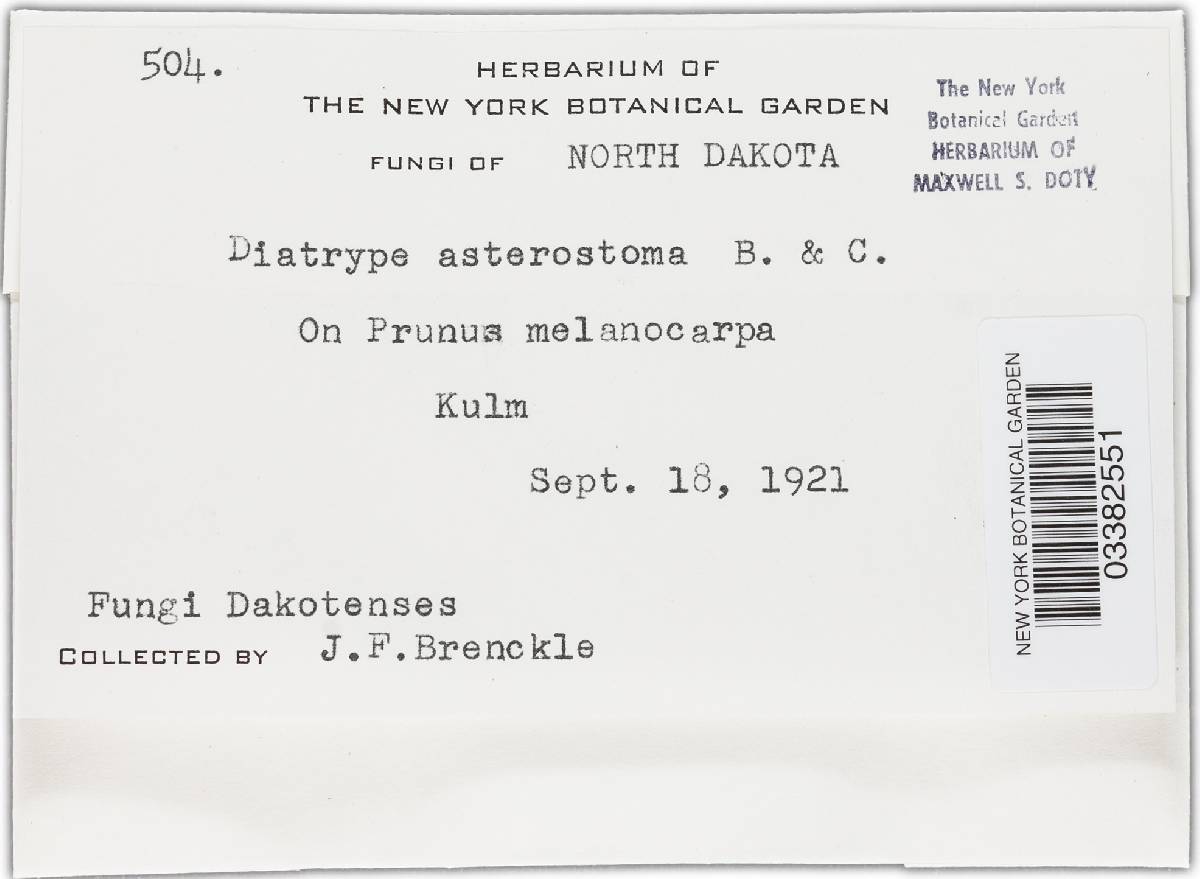 504.
HERBARIUM OF
THE NEW YORK BOTANICAL GARDEN
FUNGI OF NORTH DAKOTA
The New York
Botanical Garden
HERBARIUM OF
MAXWELL S. DOTY
Diatrype asterostoma B. & C.
On Prunus melanocarpa
Kulm
Sept. 18, 1921
Fungi Dakotenses
COLLECTED BY J.F.Brenckle
NEW YORK BOTANICAL GARDEN
03382551